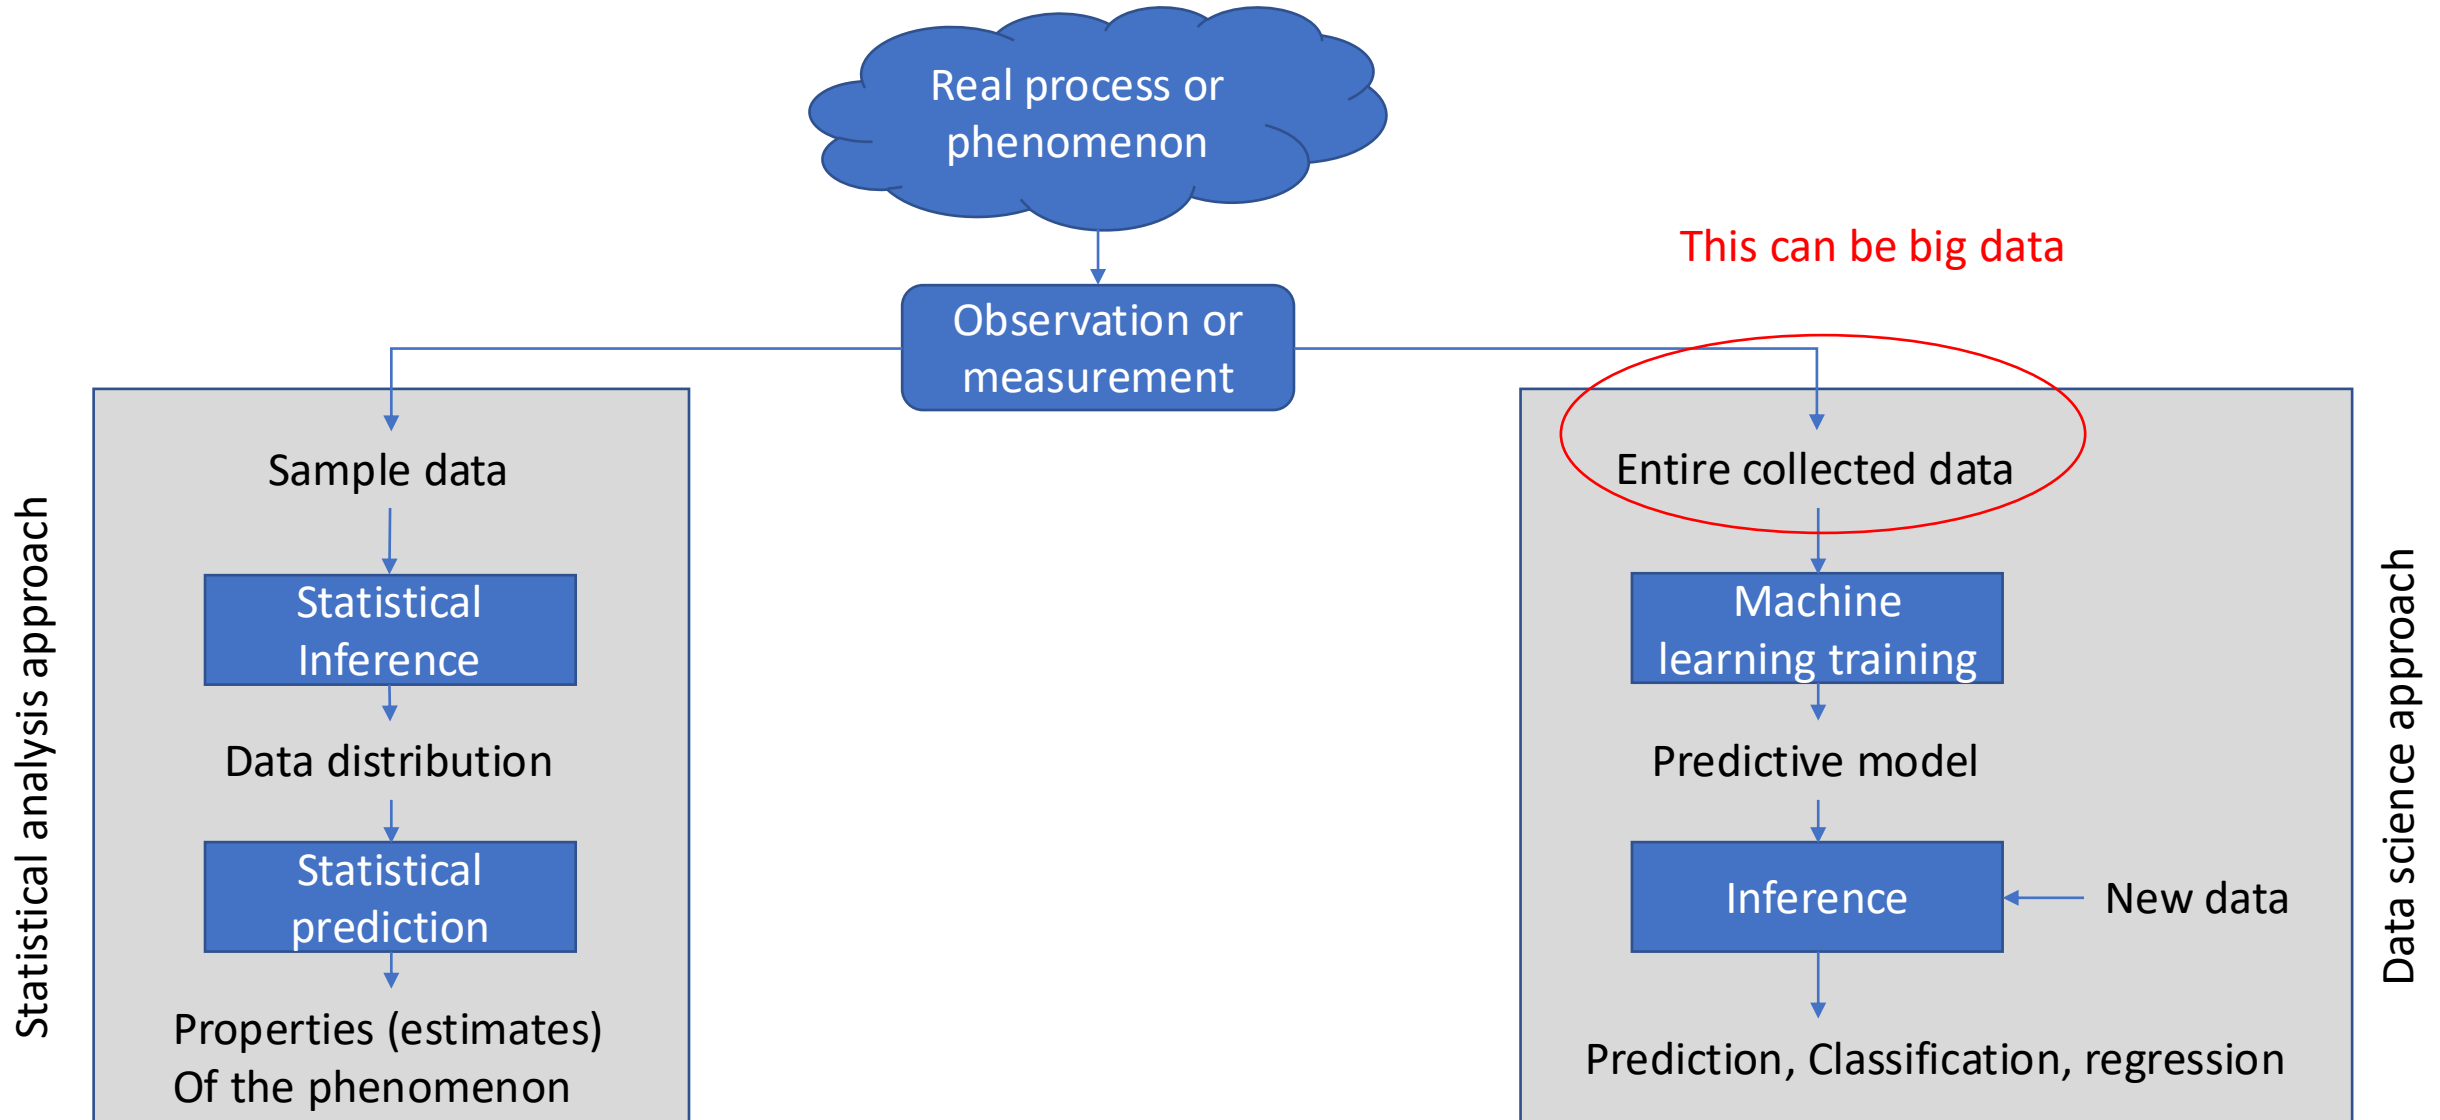 Real process or
phenomenon
This can be big data
Observation or
measurement
Statistical analysis approach
Sample data
Statistical
Inference
Data distribution
Statistical
prediction
Properties (estimates)
Of the phenomenon
Entire collected data
Machine
learning training
Predictive model
Inference
New data
Prediction, Classification, regression
Data science approach